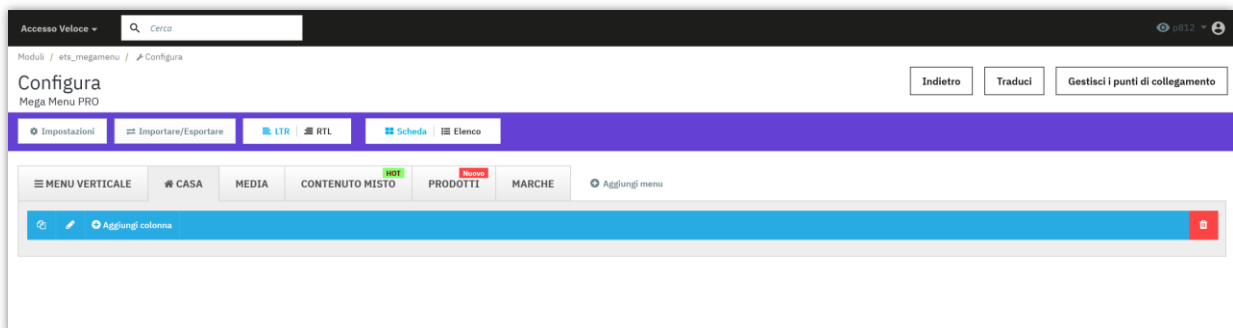 Accesso Veloce Cerca p812
Moduli / ets_megamenu / Configura
Configura
Mega Menu PRO
Indietro Traduci Gestisci i punti di collegamento
Impostazioni Importare/Esportare LTR RTL Scheda Elenco
HOT Nuovo
MENU VERTICALE CASA MEDIA CONTENUTO MISTO PRODOTTI MARCHE Aggiungi menu
Aggiungi colonna